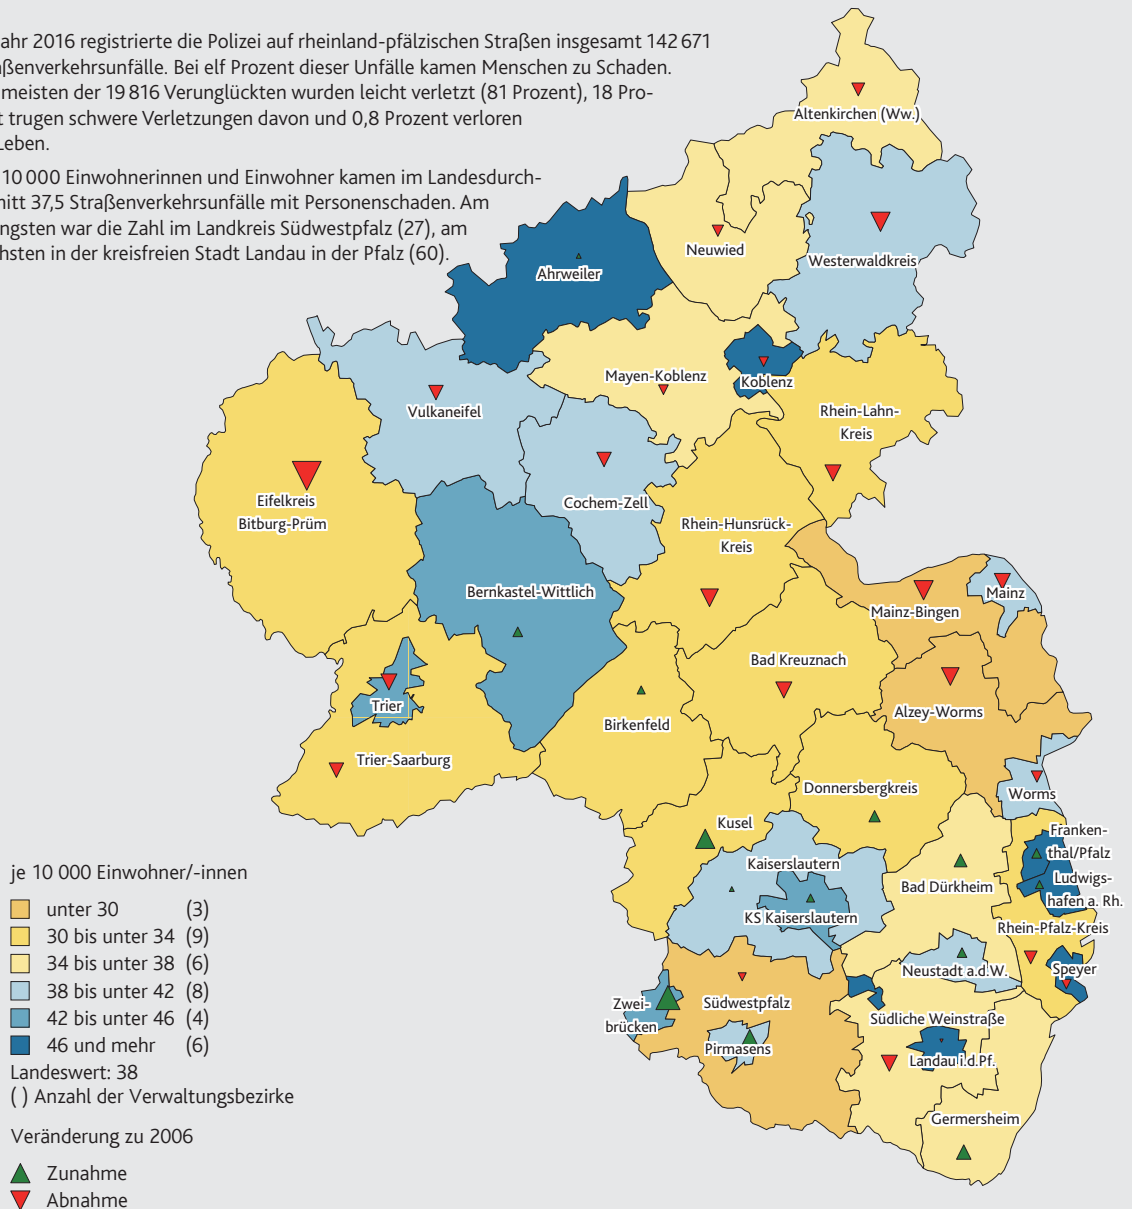 ahr 2016 registrierte die Polizei auf rheinland-pfälzischen Straßen insgesamt 142 671
aßenverkehrsunfälle. Bei elf Prozent dieser Unfälle kamen Menschen zu Schaden.
meisten der 19 816 Verunglückten wurden leicht verletzt (81 Prozent), 18 Pro-
t trugen schwere Verletzungen davon und 0,8 Prozent verloren
Leben.
10 000 Einwohnerinnen und Einwohner kamen im Landesdurch-
nitt 37,5 Straßenverkehrsunfälle mit Personenschaden. Am
ngsten war die Zahl im Landkreis Südwestpfalz (27), am
chsten in der kreisfreien Stadt Landau in der Pfalz (60).
Altenkirchen (Ww.)
Neuwied
Westerwaldkreis
Ahrweiler
Mayen-Koblenz
Koblenz
Vulkaneifel
Rhein-Lahn-
Kreis
Cochem-Zell
Eifelkreis
Bitburg-Prüm
Rhein-Hunsrück-
Kreis
Bernkastel-Wittlich
Mainz
Mainz-Bingen
Bad Kreuznach
Trier
Alzey-Worms
Birkenfeld
Trier-Saarburg
Donnersbergkreis
Worms
Kusel
Franken-
thal/Pfalz
Kaiserslautern
Bad Dürkheim
Ludwigs-
hafen a. Rh.
KS Kaiserslautern
Rhein-Pfalz-Kreis
Neustadt a.d.W.
Speyer
Zwei-
brücken
Südwestpfalz
Südliche Weinstraße
Pirmasens
Landau i.d.Pf.
Germersheim
je 10 000 Einwohner/-innen
unter 30 (3)
30 bis unter 34 (9)
34 bis unter 38 (6)
38 bis unter 42 (8)
42 bis unter 46 (4)
46 und mehr (6)
Landeswert: 38
( ) Anzahl der Verwaltungsbezirke
Veränderung zu 2006
Zunahme
Abnahme